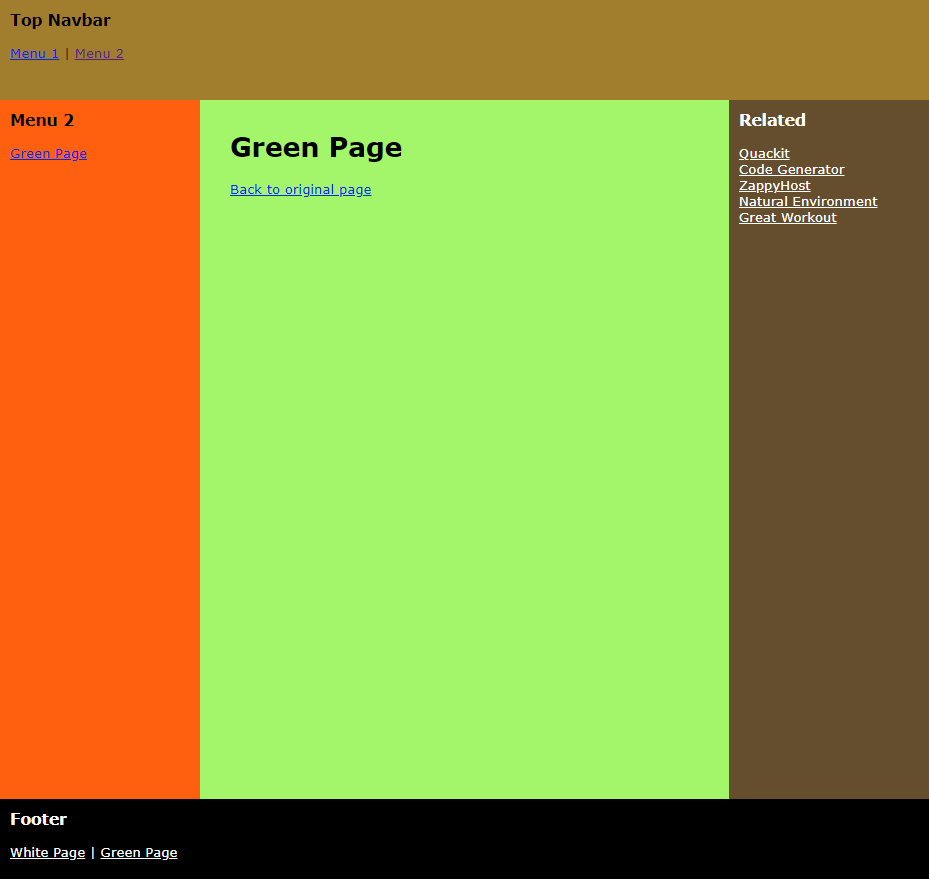 Top Navbar
Menu 1 | Menu 2
Menu 2
Green Page
Green Page
Back to original page
Related
Quackit
Code Generator
ZappyHost
Natural Environment
Great Workout
Footer
White Page | Green Page